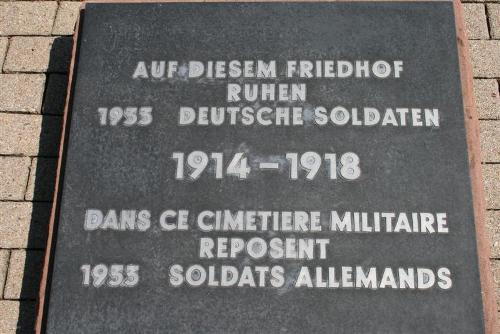 AUF DIESEM FRIEDHOF
RUHEN
1955 DEUTSCHE SOLDATEN
1914 - 1918
DANS CE CIMETIERE MILITAIRE
REPOSENT
1955 SOLDATS ALLEMANDS